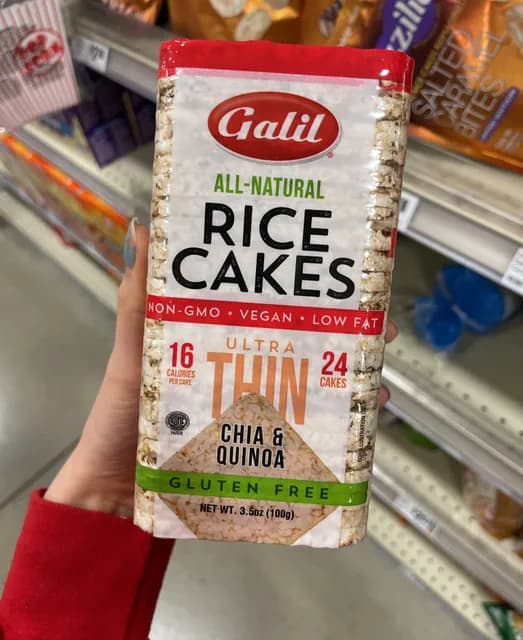 Galil
ALL-NATURAL
RICE
CAKES
NON-GMO • VEGAN • LOW FAT
16
CALORIES
PER CAKE
ULTRA
THIN
24
CAKES
CHIA &
QUINOA
GLUTEN FREE
NET WT. 3.5oz (100g)
SALTED
CARAMEL
BITES